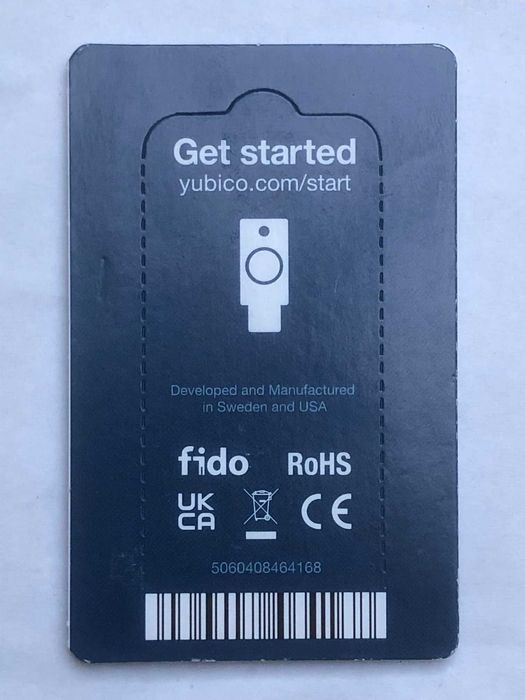 Get started
yubico.com/start
Developed and Manufactured
in Sweden and USA
fido RoHS
UK
CA CE
5060408464168